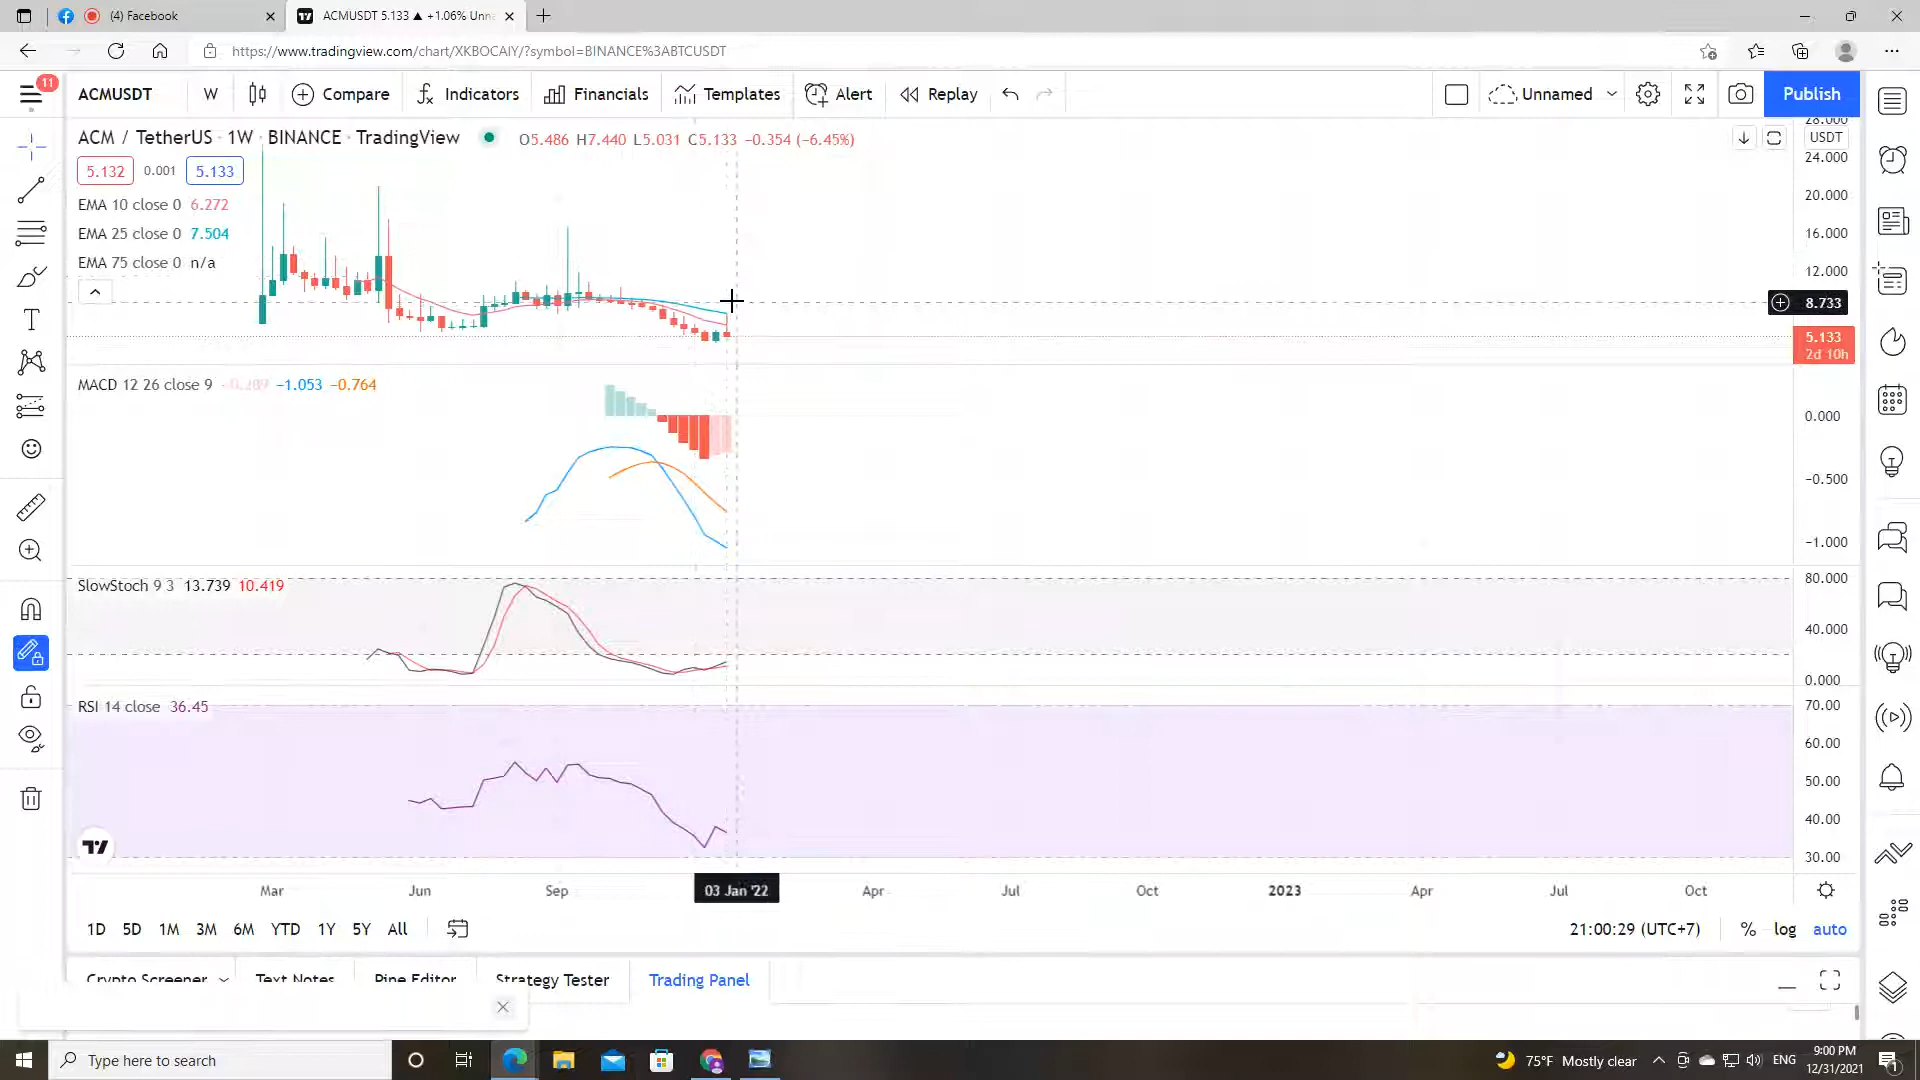 (4) Facebook
ACMUSDT 5.133 ▲ +1.06% Unna
https://www.tradingview.com/chart/XKBOCAIY/?symbol=BINANCE%3ABTCUSDT
11
ACMUSDT W Compare Indicators Financials Templates Alert Replay Unnamed Publish
ACM / TetherUS · 1W · BINANCE · TradingView O5.486 H7.440 L5.031 C5.133 −0.354 (−6.45%)
USDT
5.132 0.001 5.133
EMA 10 close 0 6.272
EMA 25 close 0 7.504
EMA 75 close 0 n/a
28.000
24.000
20.000
16.000
12.000
8.733
5.133
2d 10h
MACD 12 26 close 9 −0.289 −1.053 −0.764
0.000
−0.500
−1.000
SlowStoch 9 3 13.739 10.419
80.000
40.000
0.000
RSI 14 close 36.45
70.00
60.00
50.00
40.00
30.00
Mar Jun Sep 03 Jan '22 Apr Jul Oct 2023 Apr Jul Oct
1D 5D 1M 3M 6M YTD 1Y 5Y All 21:00:29 (UTC+7) % log auto
Crypto Screener Text Notes Pine Editor Strategy Tester Trading Panel
Type here to search
75°F Mostly clear ENG
9:00 PM
12/31/2021
1